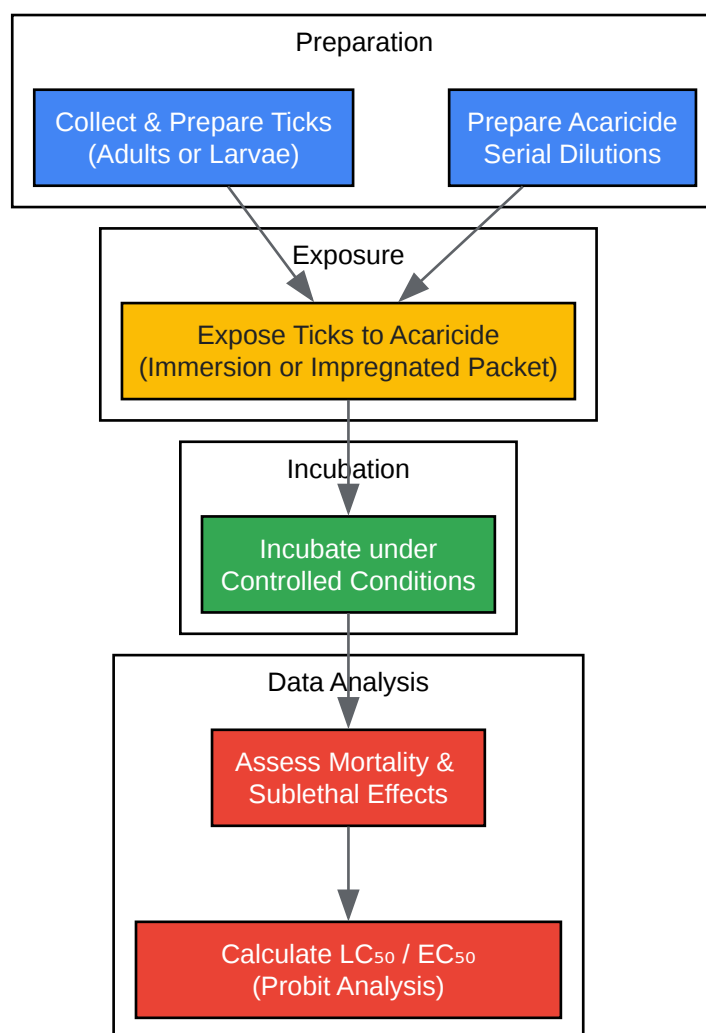 Preparation
Collect & Prepare Ticks
(Adults or Larvae)
Prepare Acaricide
Serial Dilutions
Exposure
Expose Ticks to Acaricide
(Immersion or Impregnated Packet)
Incubation
Incubate under
Controlled Conditions
Data Analysis
Assess Mortality &
Sublethal Effects
Calculate LC₅₀ / EC₅₀
(Probit Analysis)